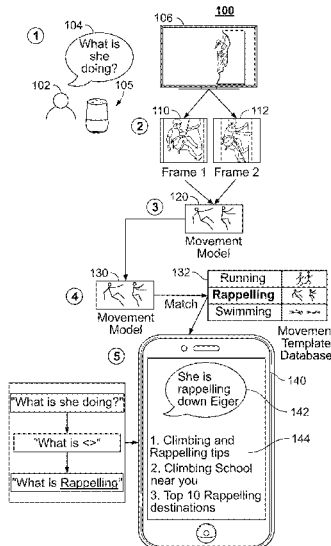 100
1
104
106
What is
she
doing?
102
105
110
112
2
Frame 1
Frame 2
120
3
Movement
Model
130
132
4
Match
Running
Rappelling
Swimming
Movement
Model
Movement
Template
Database
5
140
She is
rappelling
down Eiger
142
144
1. Climbing and
Rappelling tips
2. Climbing School
near you
3. Top 10 Rappelling
destinations
"What is she doing?"
"What is <>"
"What is Rappelling"